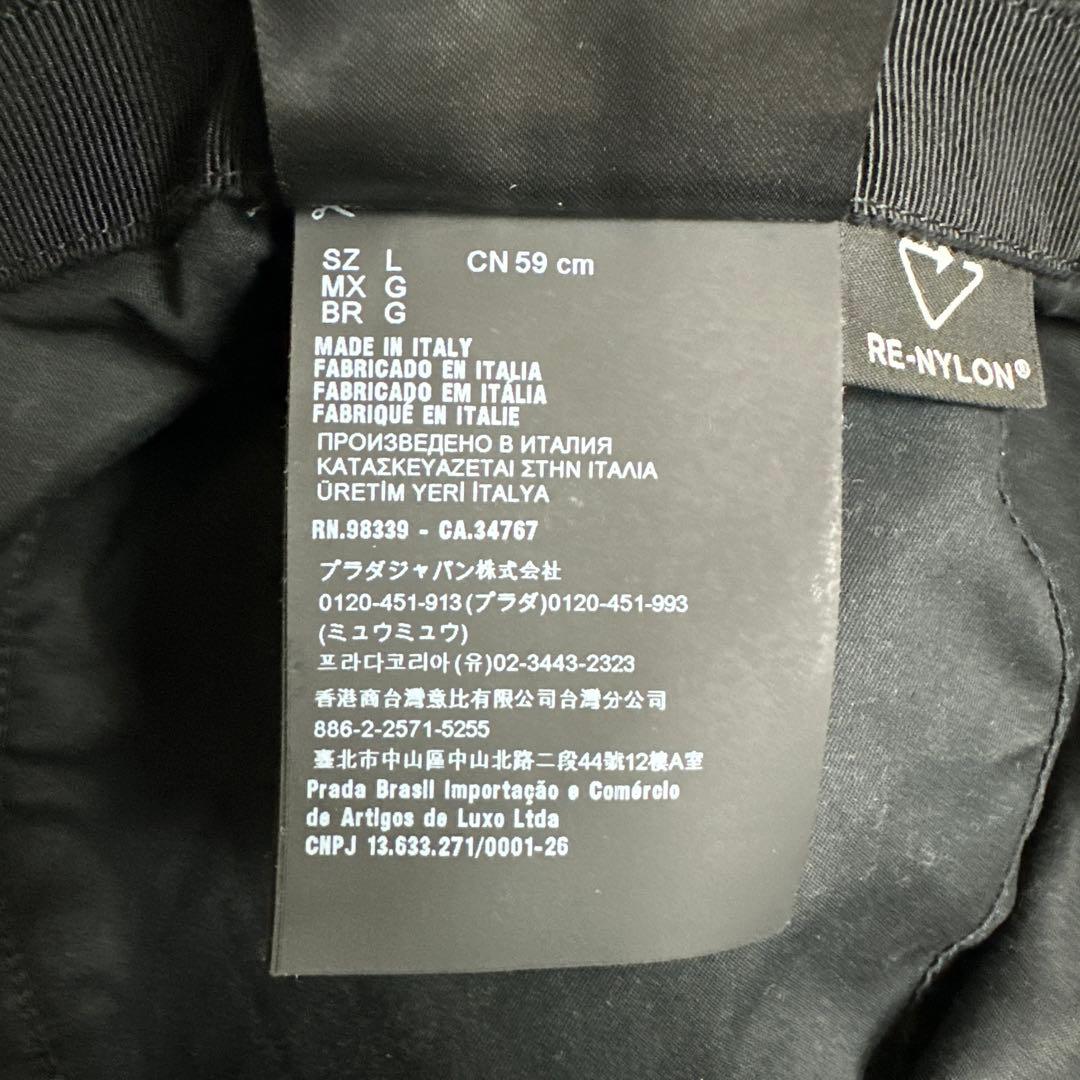 SZ L CN 59 cm
MX G
BR G
MADE IN ITALY
FABRICADO EN ITALIA
FABRICADO EM ITÁLIA
FABRIQUÉ EN ITALIE
ПРОИЗВЕДЕНО В ИТАЛИЯ
ΚΑΤΑΣΚΕΥΑΖΕΤΑΙ ΣΤΗΝ ΙΤΑΛΙΑ
ÜRETİM YERİ İTALYA
RN.98339 - CA.34767
プラダジャパン株式会社
0120-451-913(プラダ)0120-451-993
(ミュウミュウ)
프라다코리아(유)02-3443-2323
香港商台灣意比有限公司台灣分公司
886-2-2571-5255
臺北市中山區中山北路二段44號12樓A室
Prada Brasil Importação e Comércio
de Artigos de Luxo Ltda
CNPJ 13.633.271/0001-26
RE-NYLON®